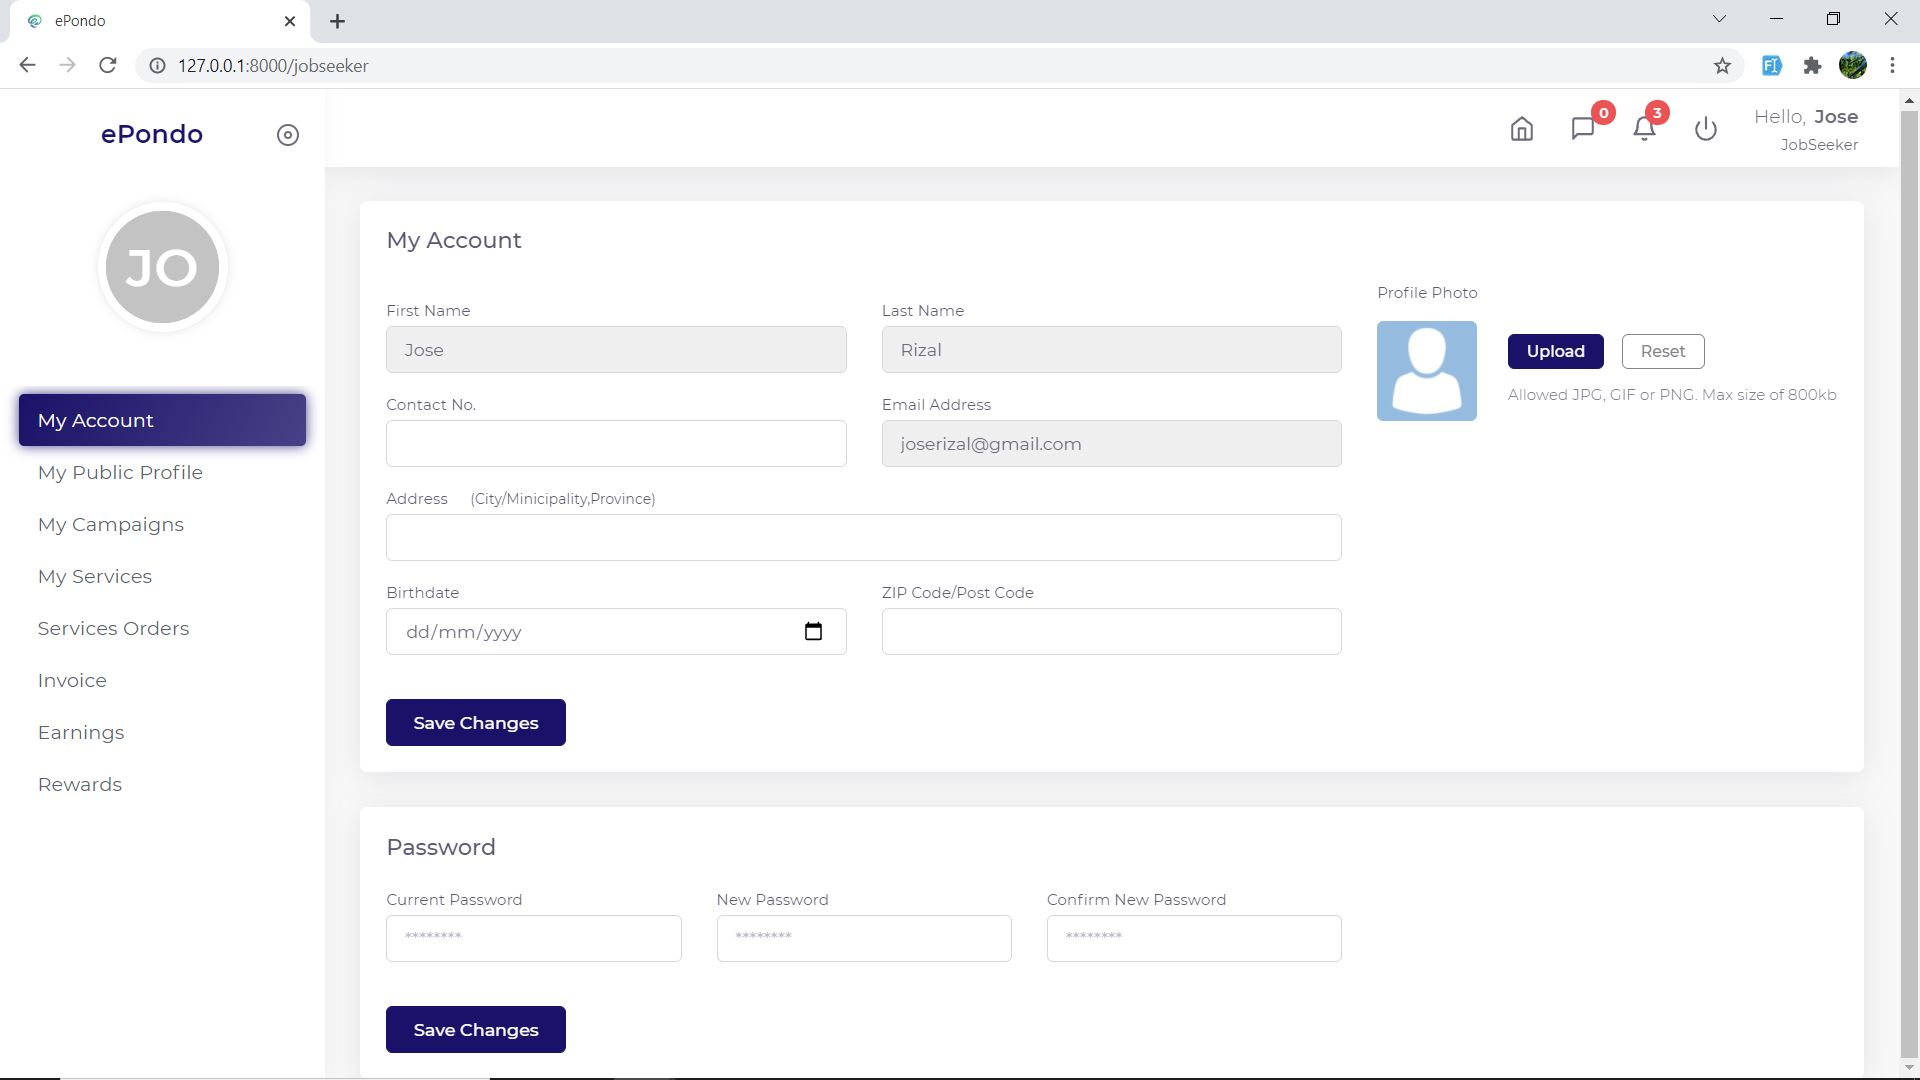 ePondo
127.0.0.1:8000/jobseeker
ePondo
0
3
Hello, Jose
JobSeeker
JO
My Account
My Public Profile
My Campaigns
My Services
Services Orders
Invoice
Earnings
Rewards
My Account
First Name
Last Name
Jose
Rizal
Contact No.
Email Address
joserizal@gmail.com
Address (City/Minicipality,Province)
Birthdate
ZIP Code/Post Code
dd/mm/yyyy
Save Changes
Profile Photo
Upload
Reset
Allowed JPG, GIF or PNG. Max size of 800kb
Password
Current Password
New Password
Confirm New Password
********
********
********
Save Changes